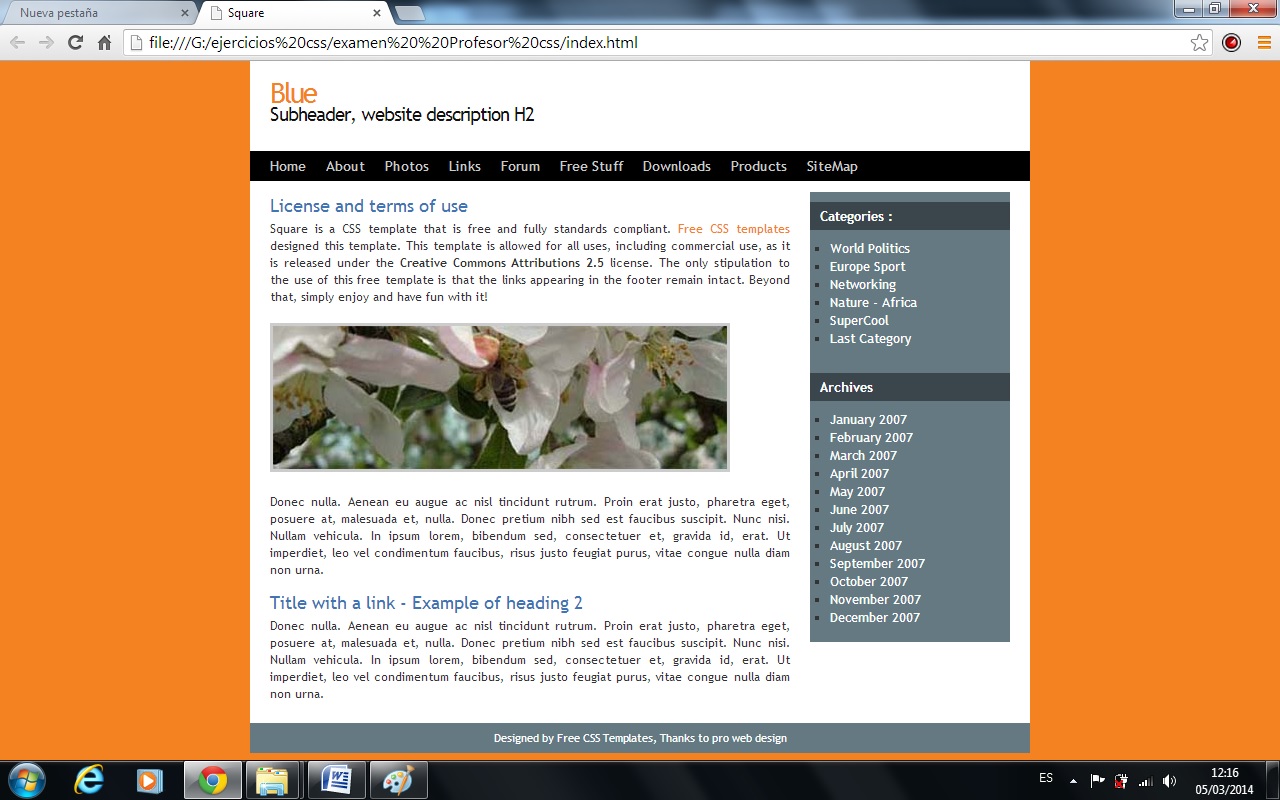 Nueva pestaña
Square
file:///G:/ejercicios%20css/examen%20%20Profesor%20css/index.html
Blue
Subheader, website description H2
Home About Photos Links Forum Free Stuff Downloads Products SiteMap
License and terms of use
Square is a CSS template that is free and fully standards compliant. Free CSS templates
designed this template. This template is allowed for all uses, including commercial use, as it
is released under the Creative Commons Attributions 2.5 license. The only stipulation to
the use of this free template is that the links appearing in the footer remain intact. Beyond
that, simply enjoy and have fun with it!
Donec nulla. Aenean eu augue ac nisl tincidunt rutrum. Proin erat justo, pharetra eget,
posuere at, malesuada et, nulla. Donec pretium nibh sed est faucibus suscipit. Nunc nisi.
Nullam vehicula. In ipsum lorem, bibendum sed, consectetuer et, gravida id, erat. Ut
imperdiet, leo vel condimentum faucibus, risus justo feugiat purus, vitae congue nulla diam
non urna.
Title with a link - Example of heading 2
Donec nulla. Aenean eu augue ac nisl tincidunt rutrum. Proin erat justo, pharetra eget,
posuere at, malesuada et, nulla. Donec pretium nibh sed est faucibus suscipit. Nunc nisi.
Nullam vehicula. In ipsum lorem, bibendum sed, consectetuer et, gravida id, erat. Ut
imperdiet, leo vel condimentum faucibus, risus justo feugiat purus, vitae congue nulla diam
non urna.
Categories :
World Politics
Europe Sport
Networking
Nature - Africa
SuperCool
Last Category
Archives
January 2007
February 2007
March 2007
April 2007
May 2007
June 2007
July 2007
August 2007
September 2007
October 2007
November 2007
December 2007
Designed by Free CSS Templates, Thanks to pro web design
ES
12:16
05/03/2014